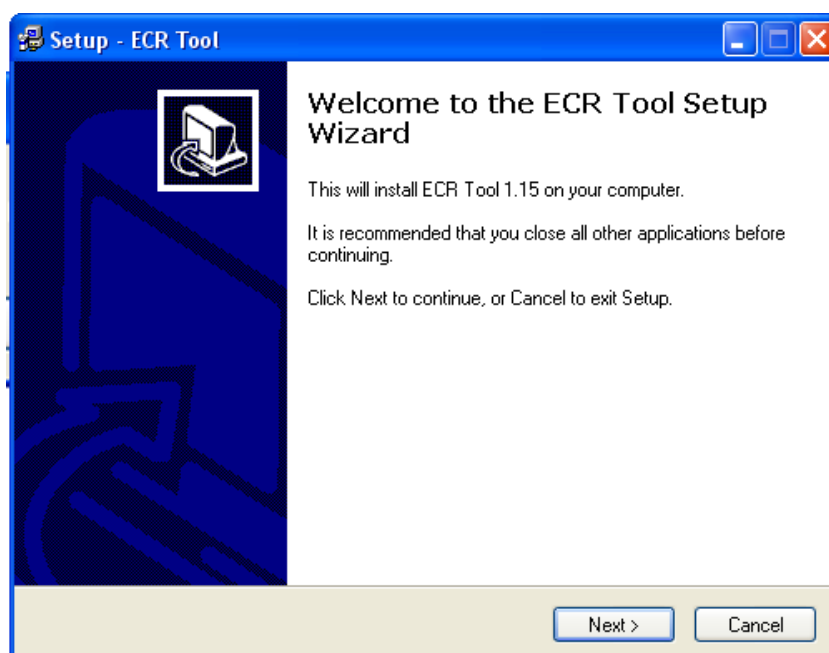 Setup - ECR Tool
Welcome to the ECR Tool Setup
Wizard
This will install ECR Tool 1.15 on your computer.
It is recommended that you close all other applications before
continuing.
Click Next to continue, or Cancel to exit Setup.
Next >
Cancel